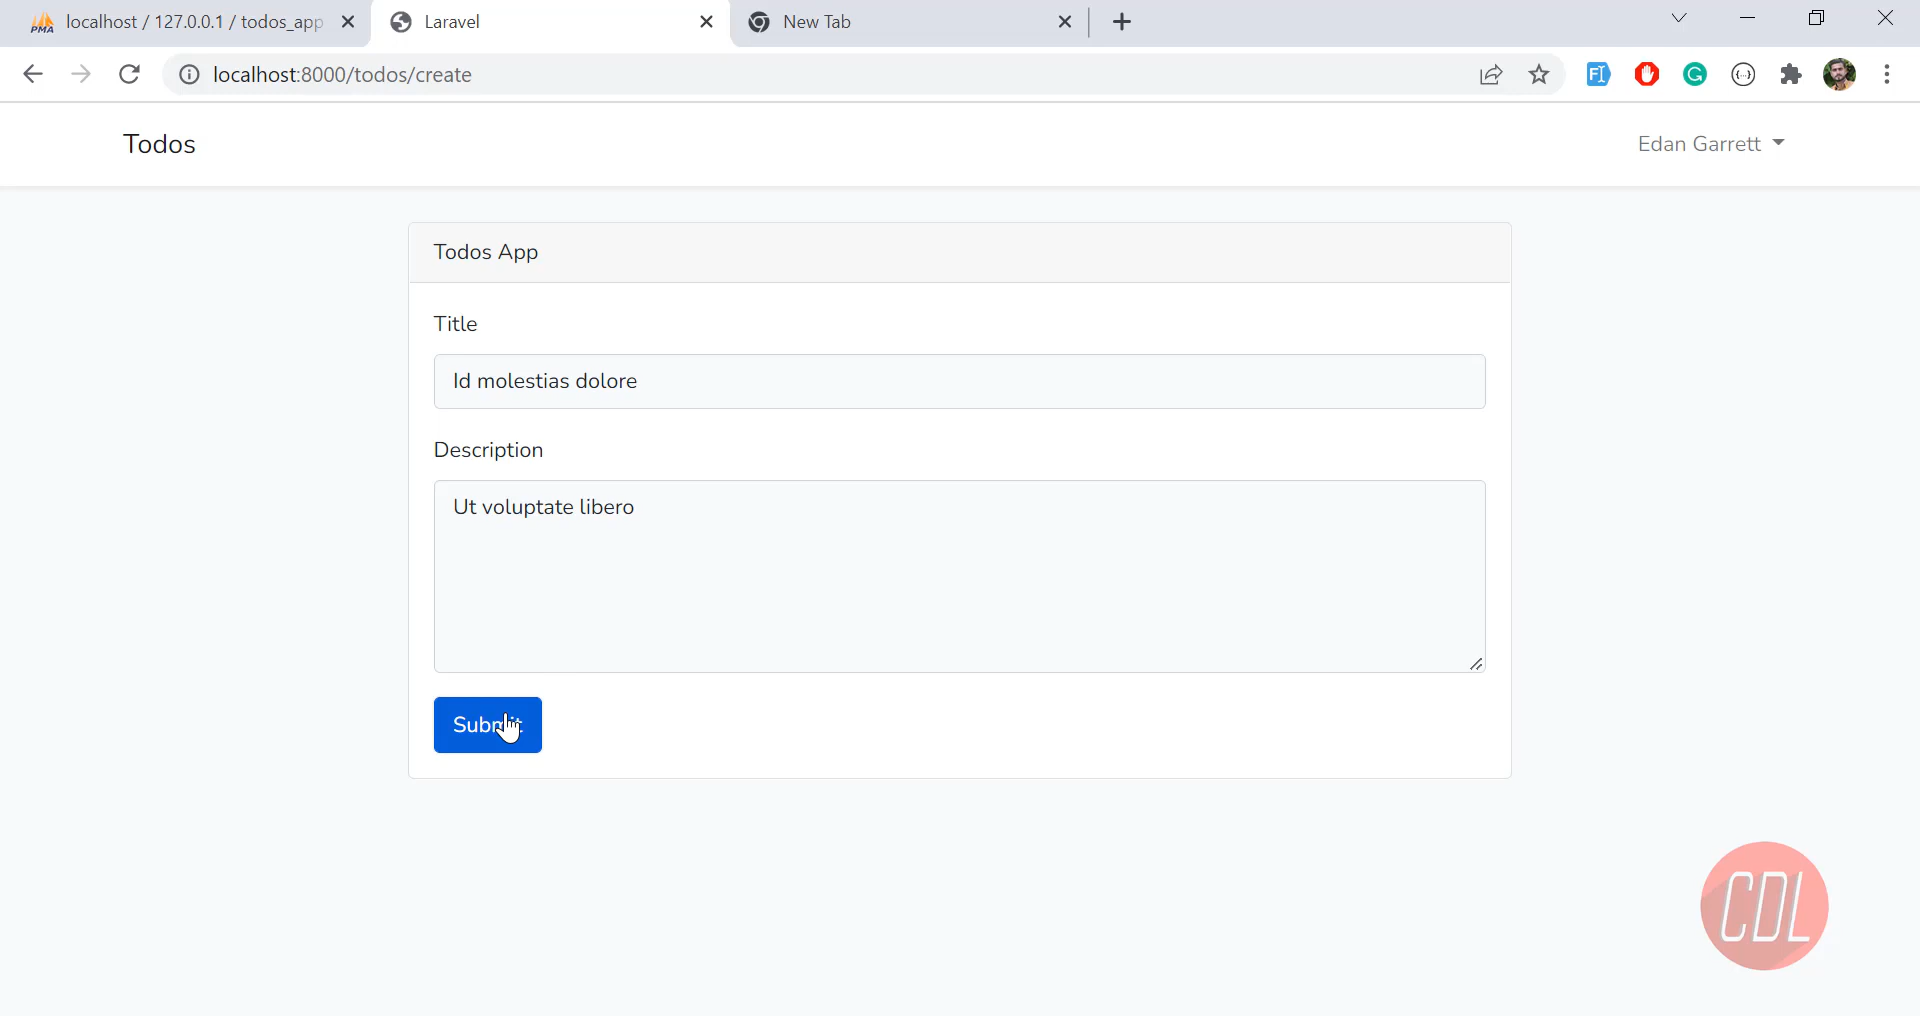 PMA localhost / 127.0.0.1 / todos_app
Laravel
New Tab
localhost:8000/todos/create
Todos
Edan Garrett
Todos App
Title
Id molestias dolore
Description
Ut voluptate libero
Submit
CDL